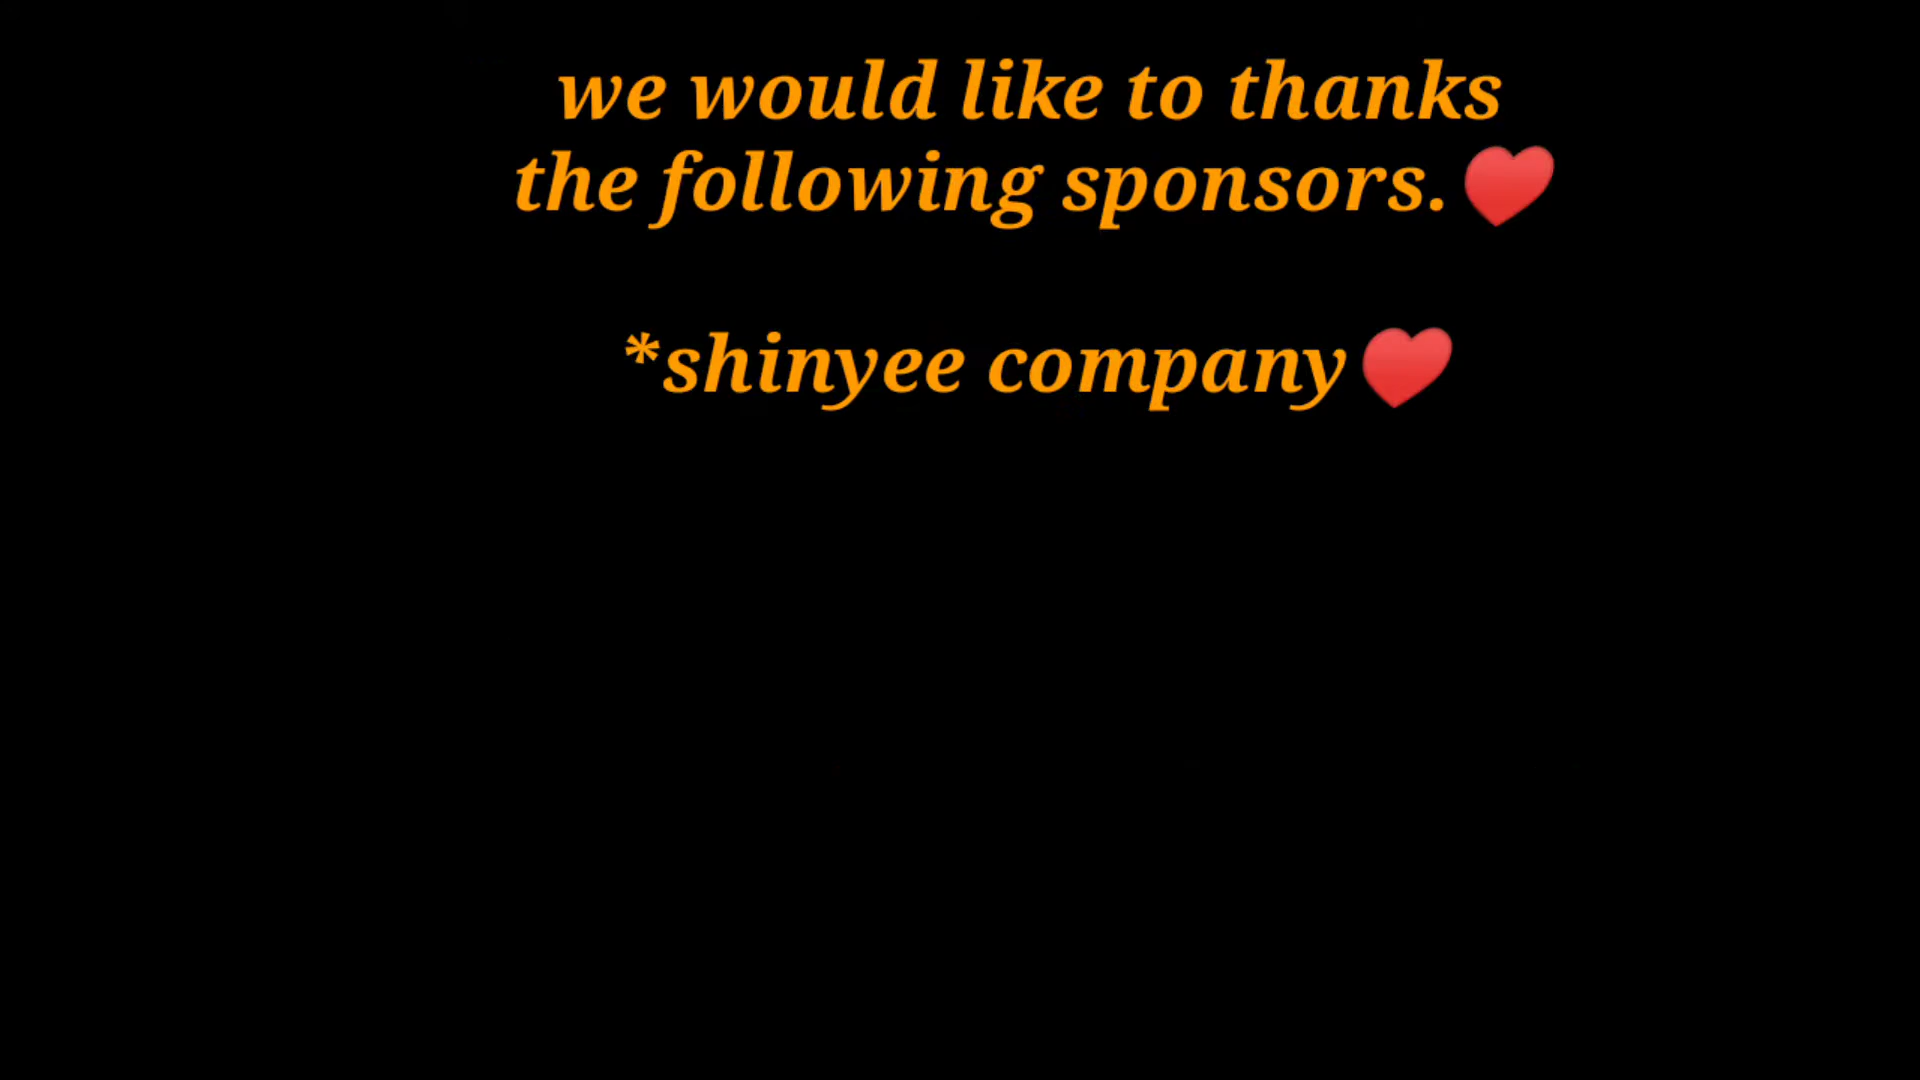 we would like to thanks
the following sponsors.♥️
*shinyee company♥️